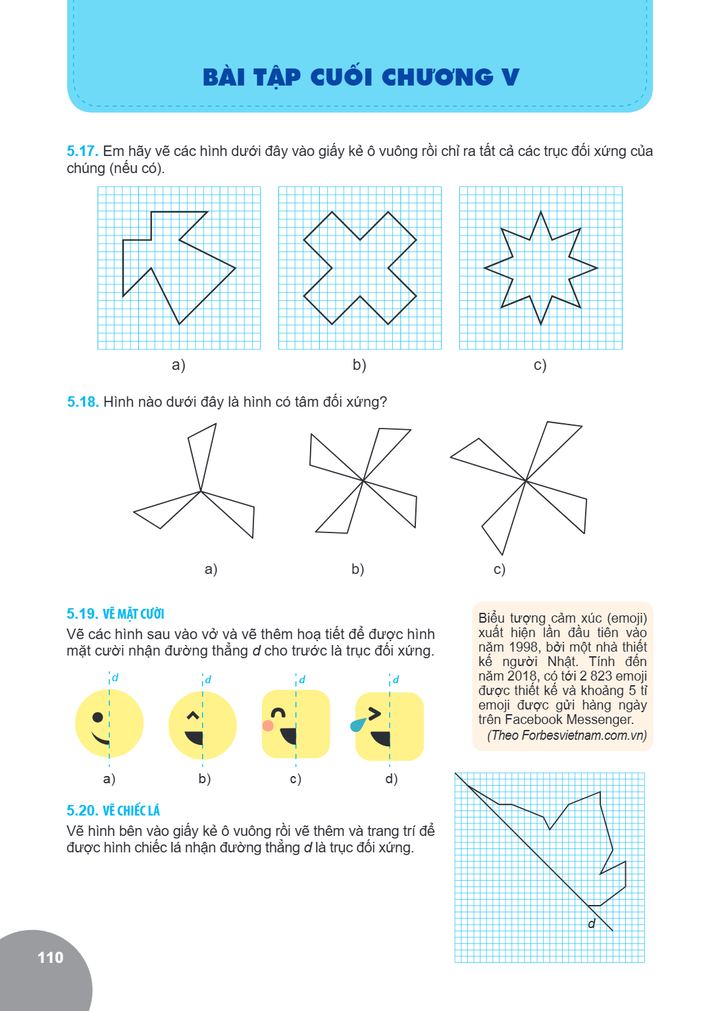 BÀI TẬP CUỐI CHƯƠNG V
5.17. Em hãy vẽ các hình dưới đây vào giấy kẻ ô vuông rồi chỉ ra tất cả các trục đối xứng của
chúng (nếu có).
a) b) c)
5.18. Hình nào dưới đây là hình có tâm đối xứng?
a) b) c)
5.19. VẼ MẶT CƯỜI
Vẽ các hình sau vào vở và vẽ thêm hoạ tiết để được hình
mặt cười nhận đường thẳng d cho trước là trục đối xứng.
d d d d
a) b) c) d)
Biểu tượng cảm xúc (emoji)
xuất hiện lần đầu tiên vào
năm 1998, bởi một nhà thiết
kế người Nhật. Tính đến
năm 2018, có tới 2 823 emoji
được thiết kế và khoảng 5 tỉ
emoji được gửi hàng ngày
trên Facebook Messenger.
(Theo Forbesvietnam.com.vn)
5.20. VẼ CHIẾC LÁ
Vẽ hình bên vào giấy kẻ ô vuông rồi vẽ thêm và trang trí để
được hình chiếc lá nhận đường thẳng d là trục đối xứng.
d
110